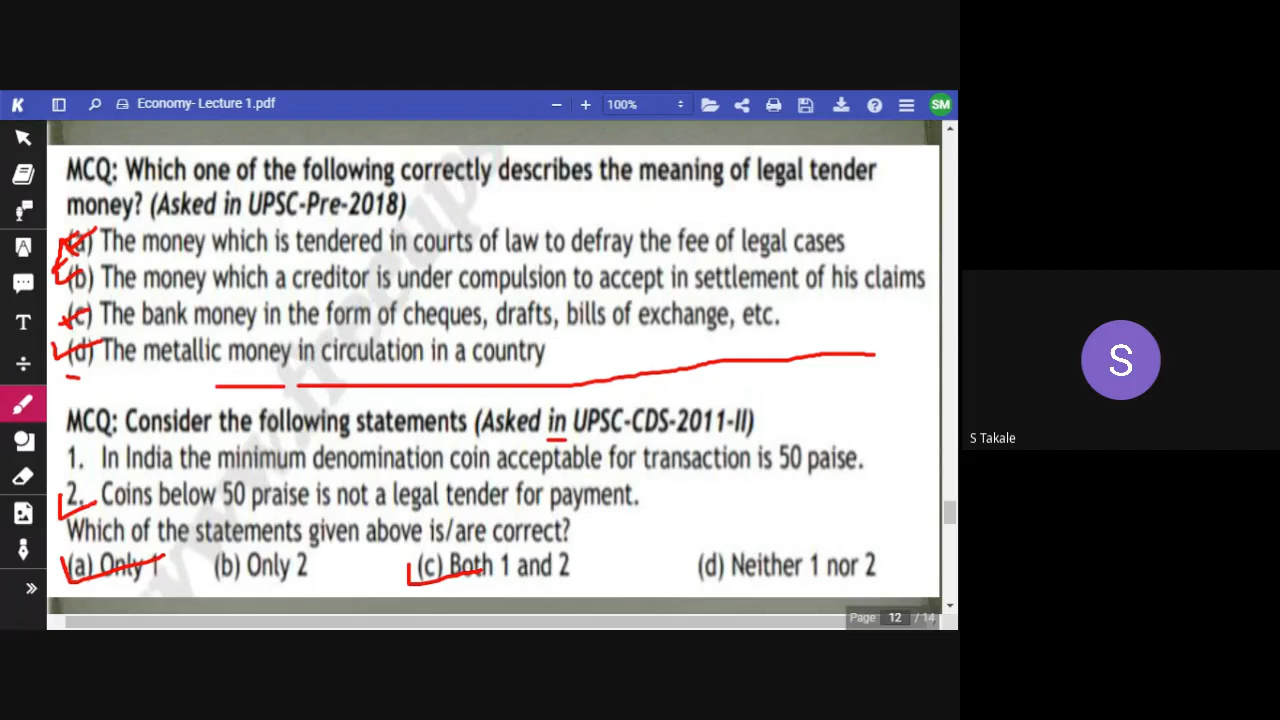 K
Economy- Lecture 1.pdf
100%
SM
MCQ: Which one of the following correctly describes the meaning of legal tender
money? (Asked in UPSC-Pre-2018)
(a) The money which is tendered in courts of law to defray the fee of legal cases
(b) The money which a creditor is under compulsion to accept in settlement of his claims
(c) The bank money in the form of cheques, drafts, bills of exchange, etc.
(d) The metallic money in circulation in a country
MCQ: Consider the following statements (Asked in UPSC-CDS-2011-II)
1. In India the minimum denomination coin acceptable for transaction is 50 paise.
2. Coins below 50 praise is not a legal tender for payment.
Which of the statements given above is/are correct?
(a) Only 1 (b) Only 2 (c) Both 1 and 2 (d) Neither 1 nor 2
Page 12 / 14
S
S Takale